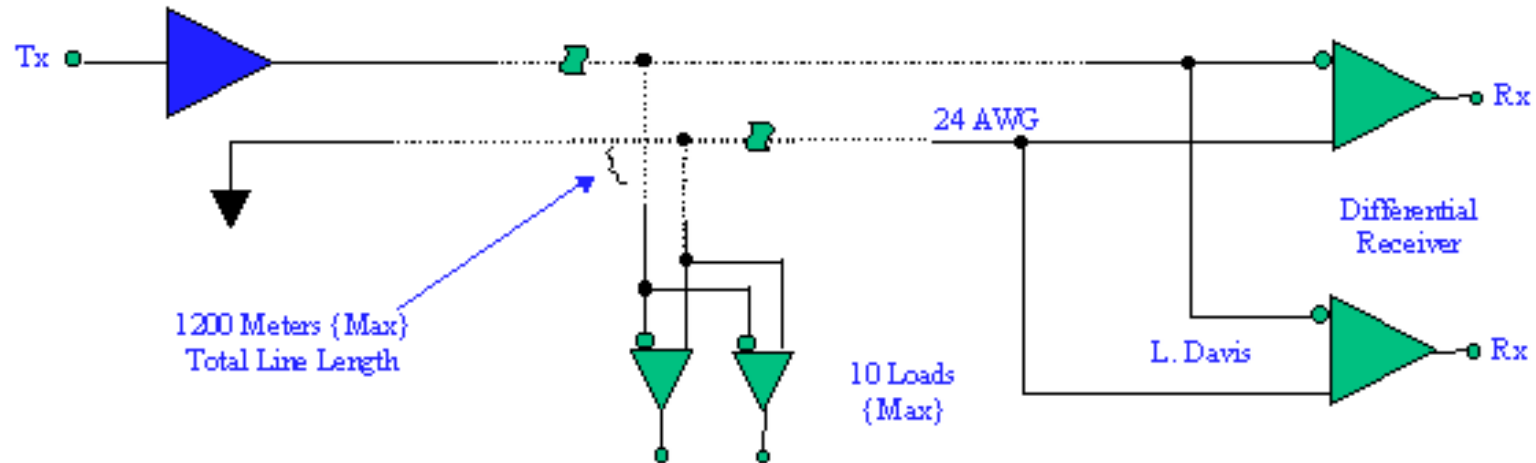 Tx
Rx
24 AWG
Differential
Receiver
1200 Meters {Max}
Total Line Length
L. Davis
Rx
10 Loads
{Max}